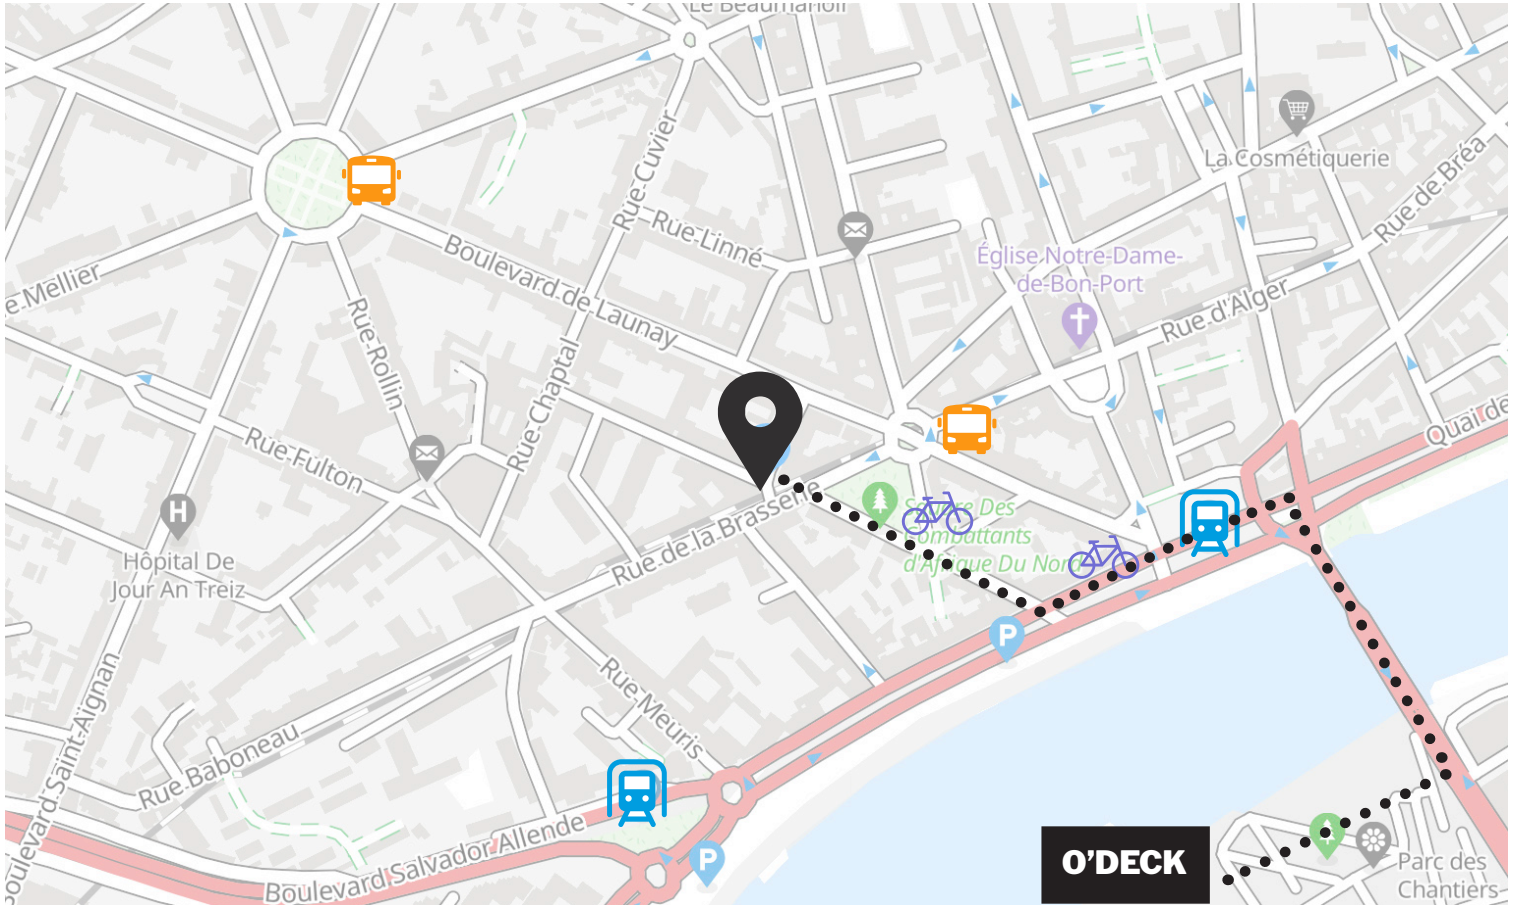 Le Beaumanoir
La Cosmétiquerie
Rue de Bréa
Rue-Cuvier
Rue-Linné
Église Notre-Dame-
de-Bon-Port
Boulevard-de-Launay
e-Mellier
Rue-Rollin
Rue d'Alger
Rue-Chaptal
Quai de
Rue-Fulton
H
Hôpital De
Jour An Treiz
Rue de la Brasserie
Square Des
Combattants
d'Afrique Du Nord
P
Rue-Meuris
Boulevard Saint-Aignan
Rue Baboneau
Boulevard Salvador Allende
P
O'DECK
Parc des
Chantiers